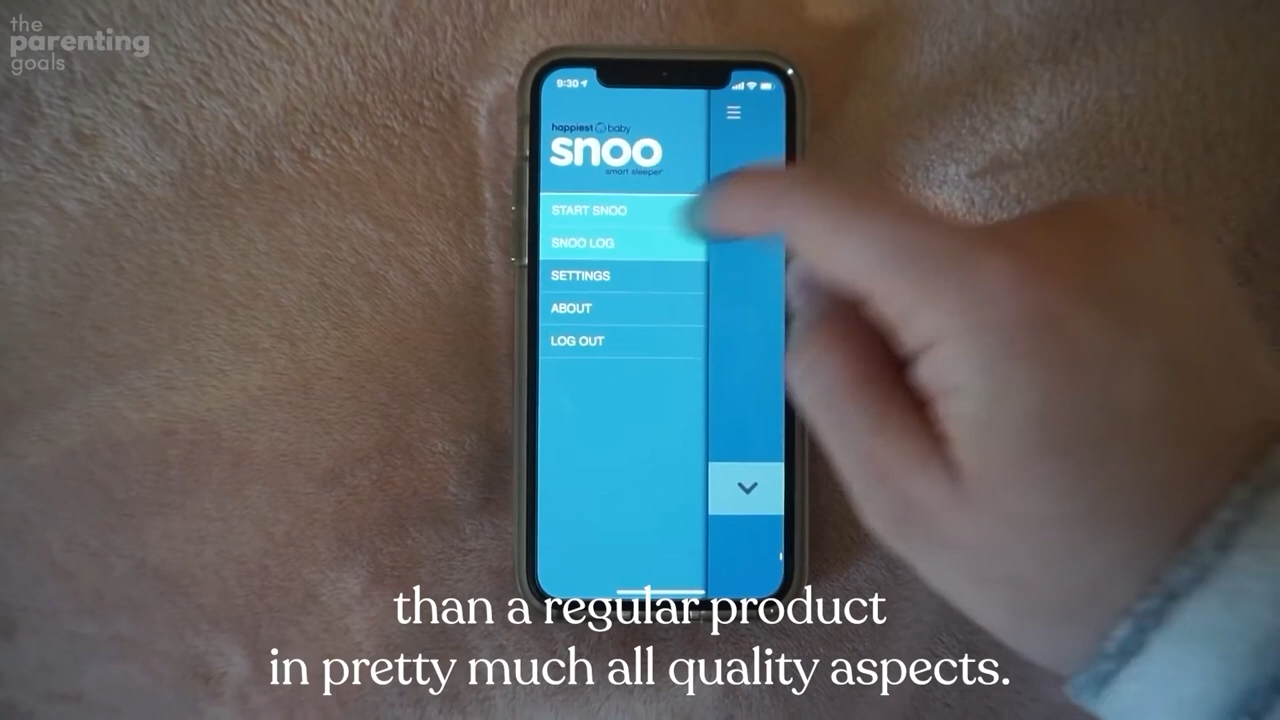 the
parenting
goals
9:30
happiest baby
snoo
smart sleeper
START SNOO
SNOO LOG
SETTINGS
ABOUT
LOG OUT
than a regular product
in pretty much all quality aspects.